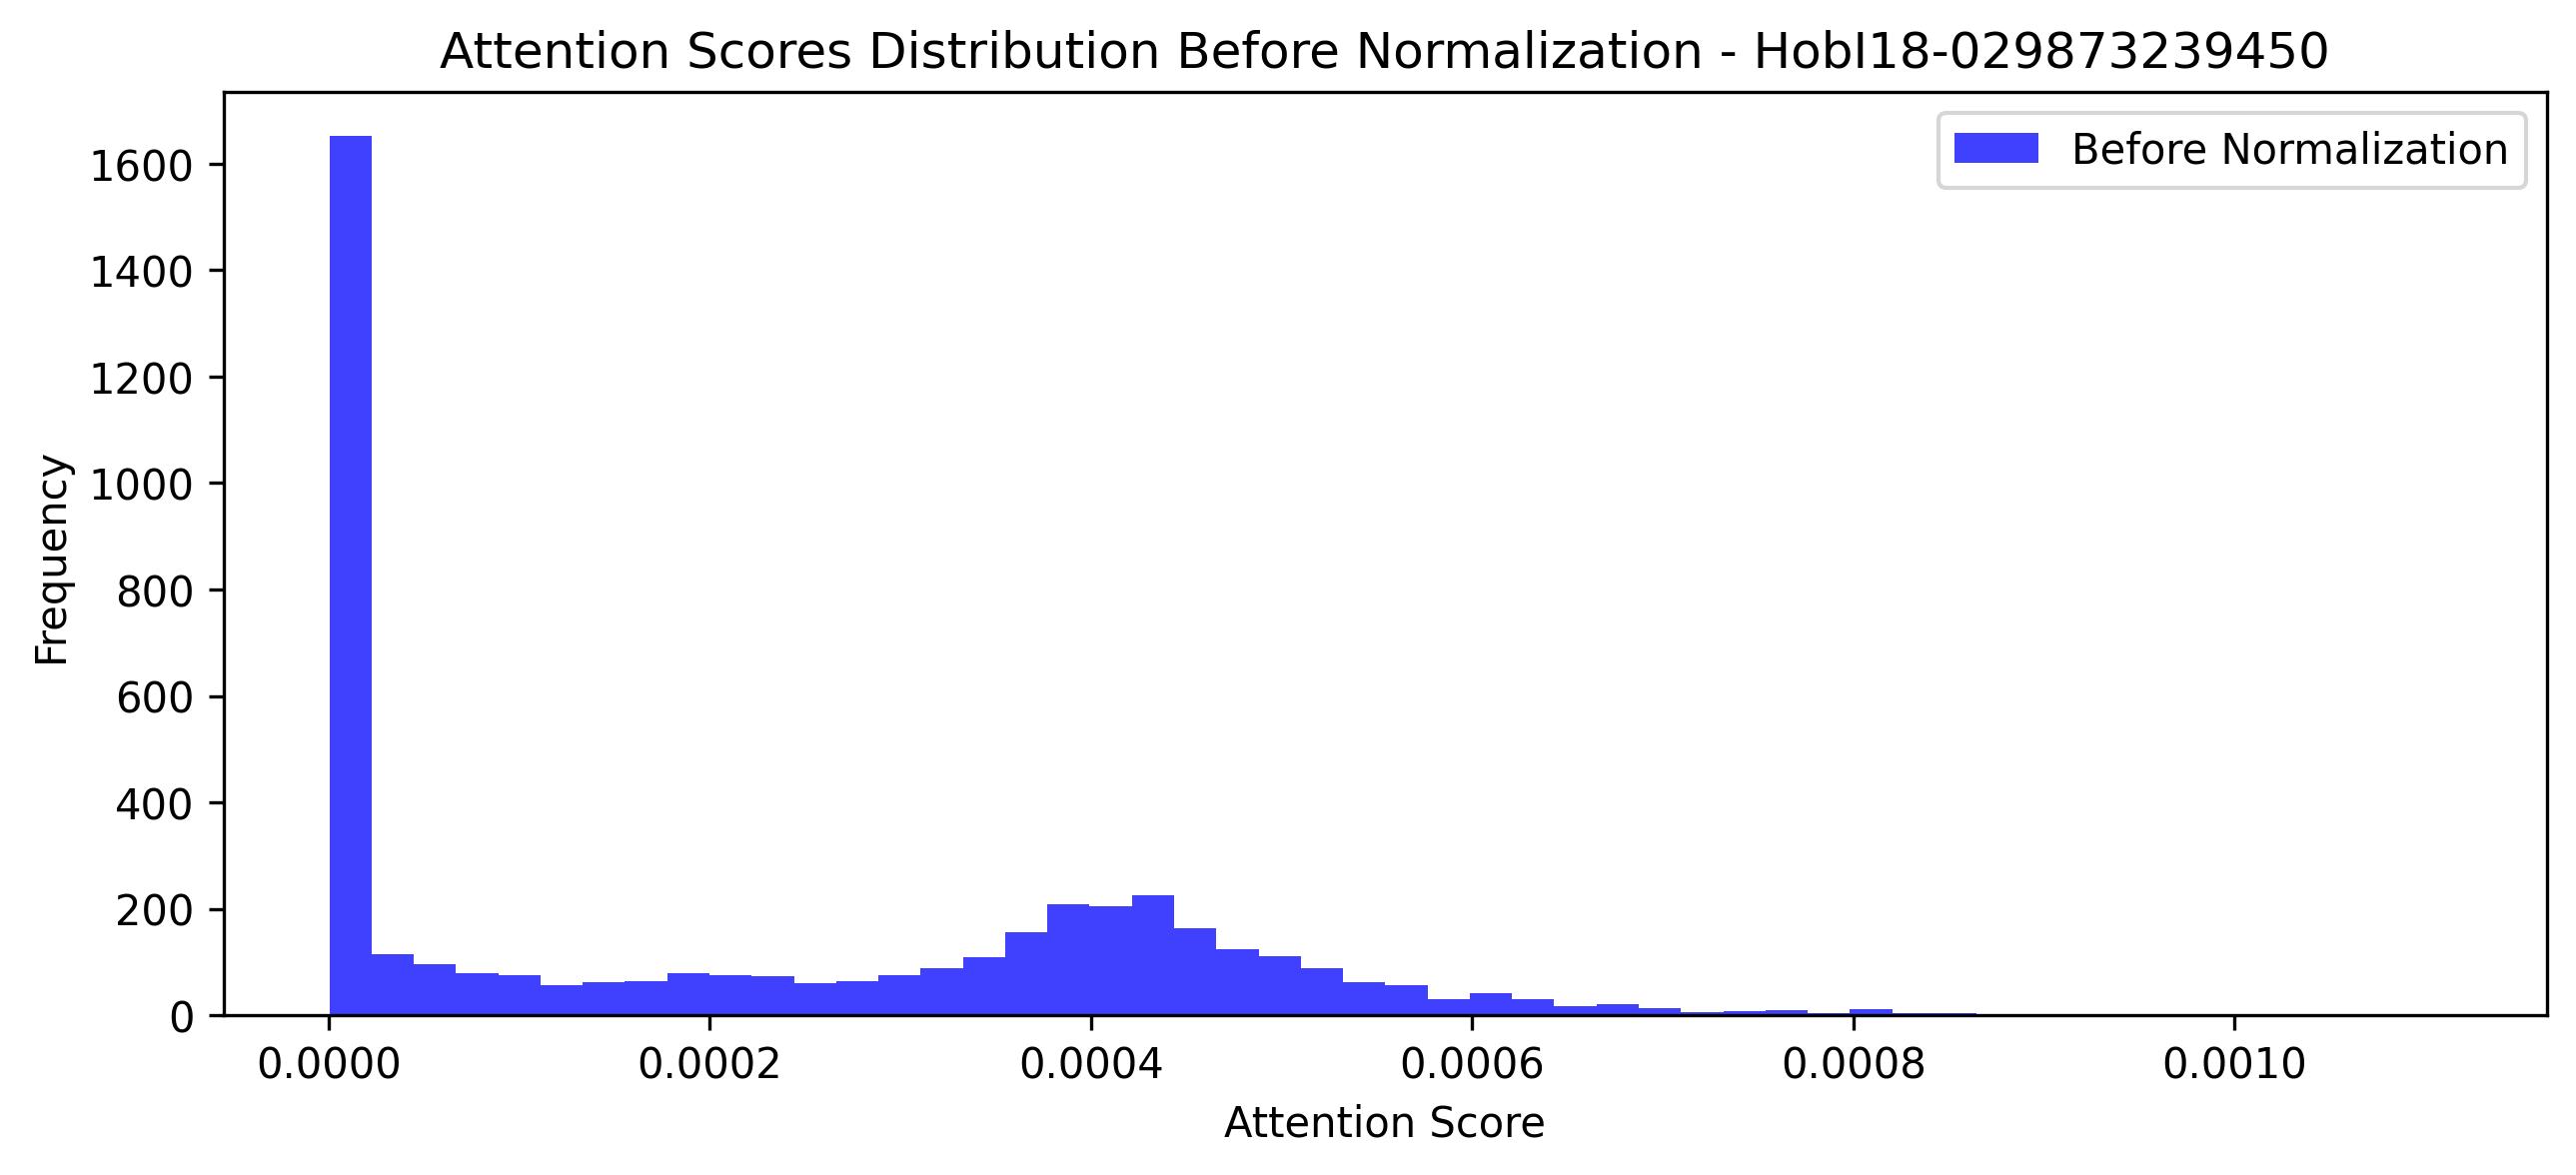 Attention Scores Distribution Before Normalization - HobI18-029873239450
Before Normalization
Frequency
1600
1400
1200
1000
800
600
400
200
0
0.0000 0.0002 0.0004 0.0006 0.0008 0.0010
Attention Score